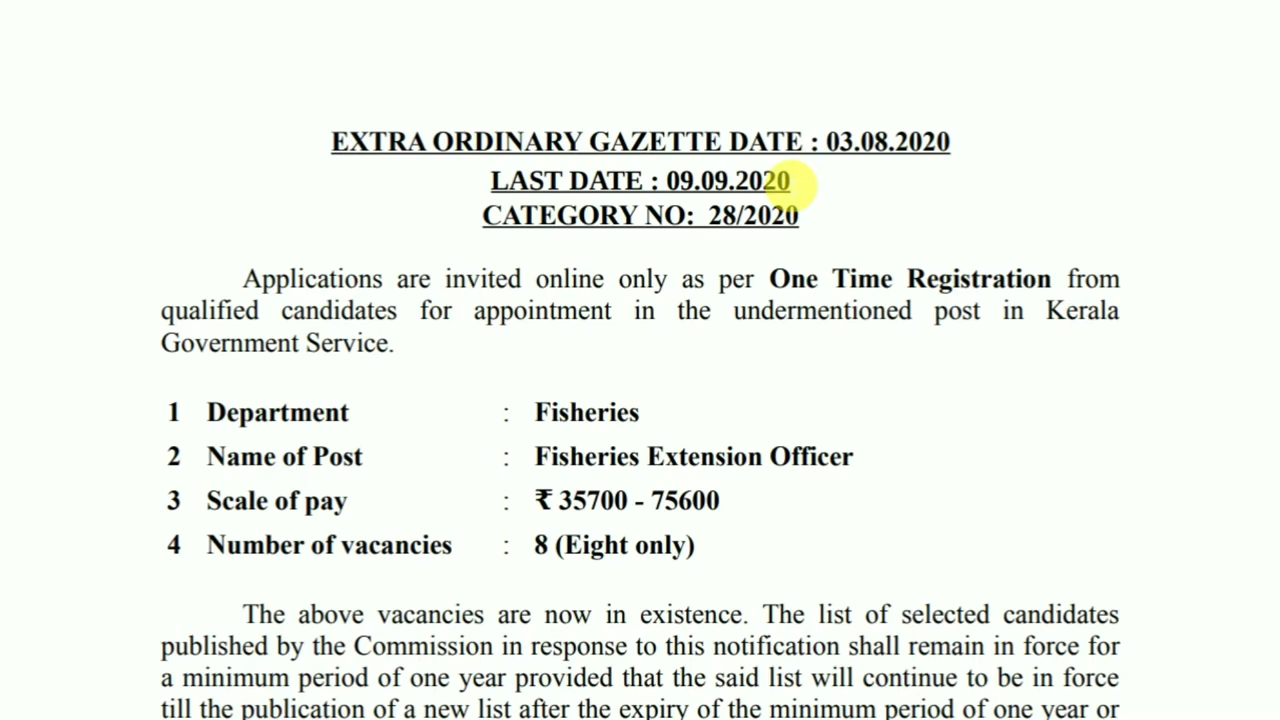 EXTRA ORDINARY GAZETTE DATE : 03.08.2020
LAST DATE : 09.09.2020
CATEGORY NO: 28/2020
Applications are invited online only as per One Time Registration from
qualified candidates for appointment in the undermentioned post in Kerala
Government Service.
1 Department : Fisheries
2 Name of Post : Fisheries Extension Officer
3 Scale of pay : ₹ 35700 - 75600
4 Number of vacancies : 8 (Eight only)
The above vacancies are now in existence. The list of selected candidates
published by the Commission in response to this notification shall remain in force for
a minimum period of one year provided that the said list will continue to be in force
till the publication of a new list after the expiry of the minimum period of one year or